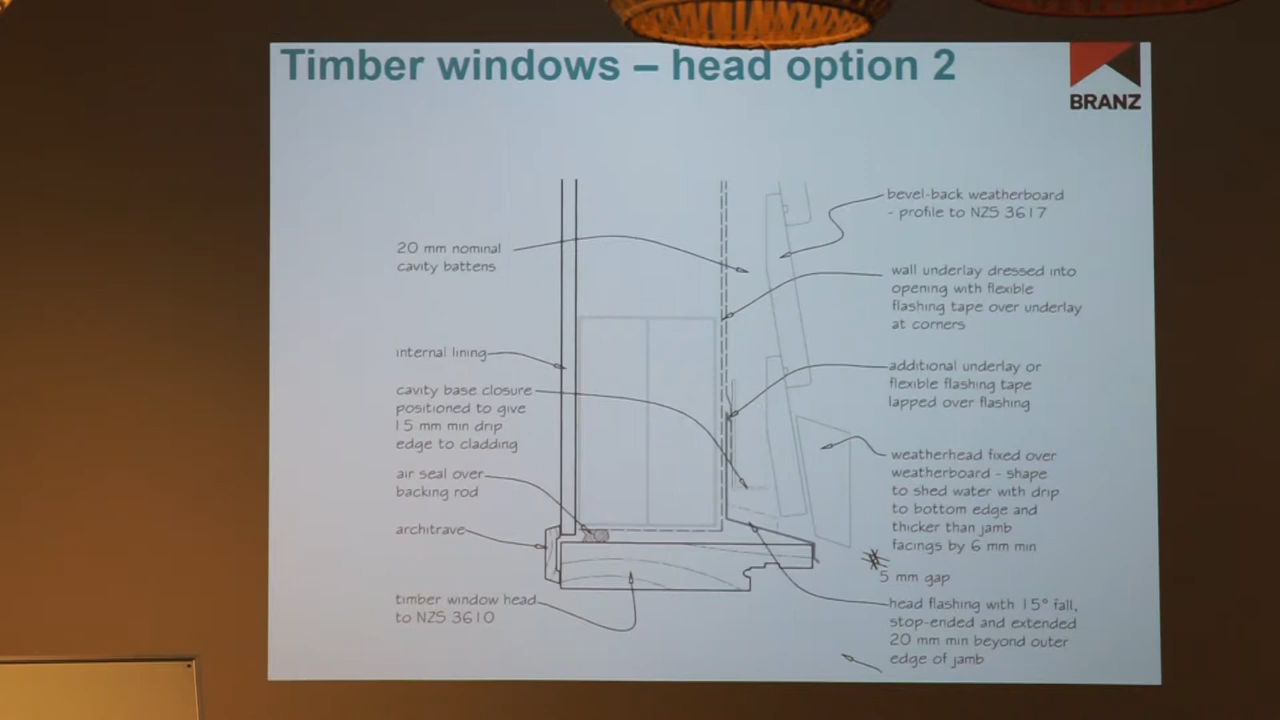 Timber windows – head option 2
BRANZ
20 mm nominal
cavity battens
internal lining
cavity base closure
positioned to give
15 mm min drip
edge to cladding
air seal over
backing rod
architrave
timber window head
to NZS 3610
bevel-back weatherboard
- profile to NZS 3617
wall underlay dressed into
opening with flexible
flashing tape over underlay
at corners
additional underlay or
flexible flashing tape
lapped over flashing
weatherhead fixed over
weatherboard - shape
to shed water with drip
to bottom edge and
thicker than jamb
facings by 6 mm min
5 mm gap
head flashing with 15° fall,
stop-ended and extended
20 mm min beyond outer
edge of jamb